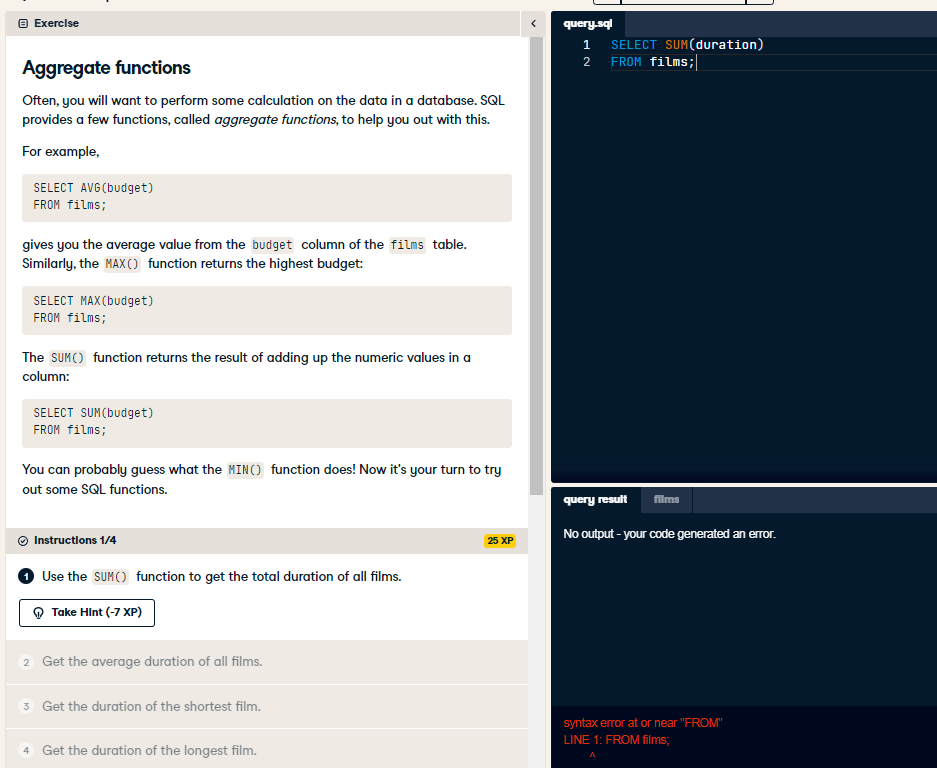 Exercise
Aggregate functions
Often, you will want to perform some calculation on the data in a database. SQL
provides a few functions, called aggregate functions, to help you out with this.
For example,
SELECT AVG(budget)
FROM films;
gives you the average value from the budget column of the films table.
Similarly, the MAX() function returns the highest budget:
SELECT MAX(budget)
FROM films;
The SUM() function returns the result of adding up the numeric values in a
column:
SELECT SUM(budget)
FROM films;
You can probably guess what the MIN() function does! Now it's your turn to try
out some SQL functions.
Instructions 1/4
25 XP
1 Use the SUM() function to get the total duration of all films.
Take Hint (-7 XP)
2 Get the average duration of all films.
3 Get the duration of the shortest film.
4 Get the duration of the longest film.
query.sql
1 SELECT SUM(duration)
2 FROM films;
query result films
No output - your code generated an error.
syntax error at or near "FROM"
LINE 1: FROM films;
^